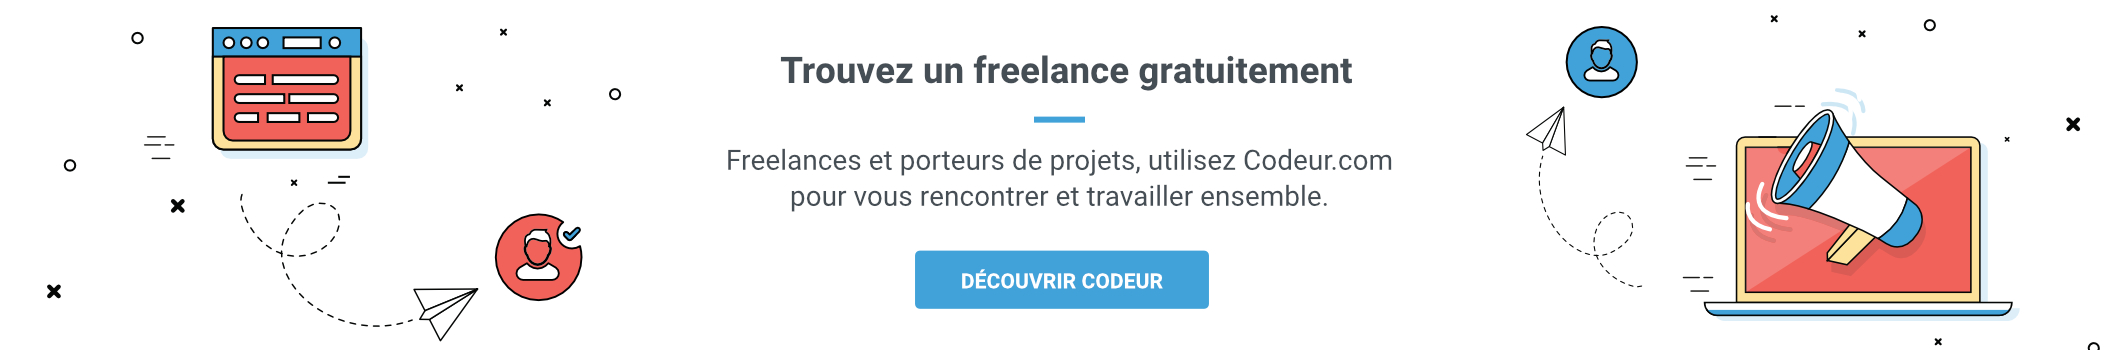 Trouvez un freelance gratuitement
Freelances et porteurs de projets, utilisez Codeur.com
pour vous rencontrer et travailler ensemble.
DÉCOUVRIR CODEUR